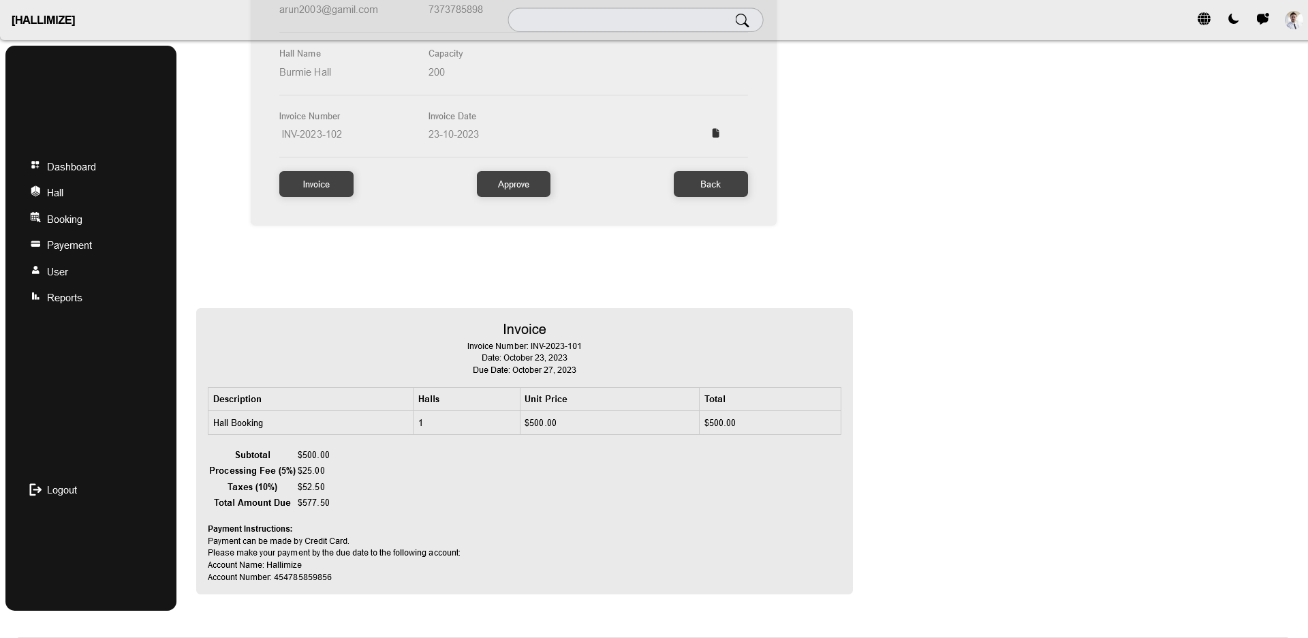 [HALLIMIZE]
arun2003@gamil.com 7373785898
Hall Name Capacity
Burmie Hall 200
Invoice Number Invoice Date
INV-2023-102 23-10-2023
Invoice Approve Back
Dashboard
Hall
Booking
Payement
User
Reports
Logout
Invoice
Invoice Number: INV-2023-101
Date: October 23, 2023
Due Date: October 27, 2023
Description Halls Unit Price Total
Hall Booking 1 $500.00 $500.00
Subtotal $500.00
Processing Fee (5%) $25.00
Taxes (10%) $52.50
Total Amount Due $577.50
Payment Instructions:
Payment can be made by Credit Card.
Please make your payment by the due date to the following account:
Account Name: Hallimize
Account Number: 454785859856